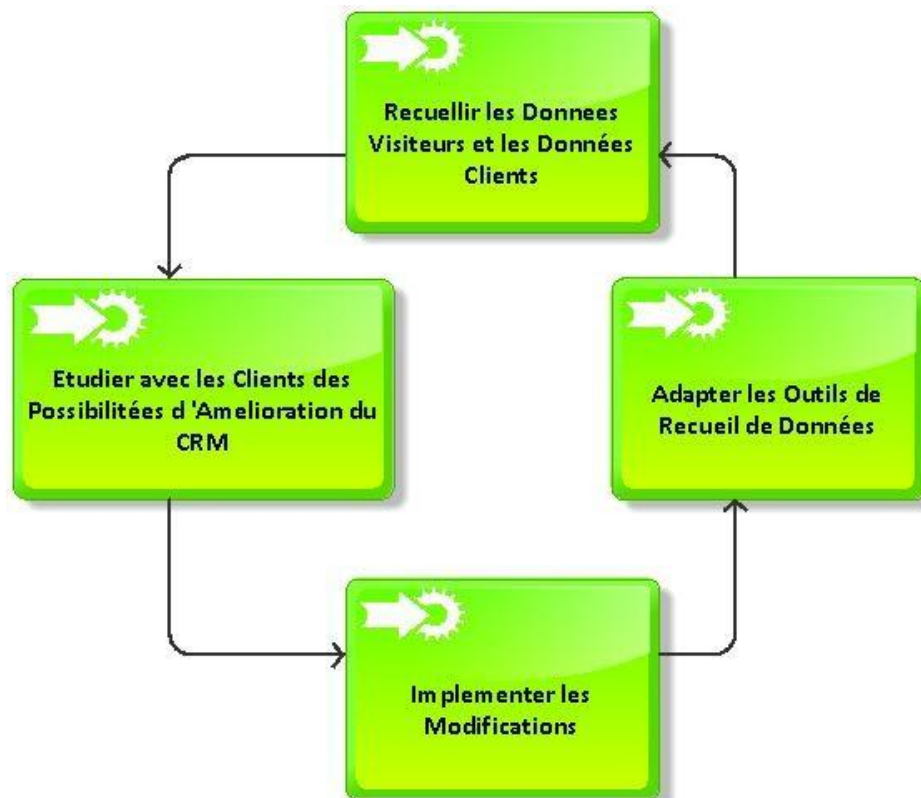 Recuellir les Donnees
Visiteurs et les Données
Clients
Etudier avec les Clients des
Possibilitées d 'Amelioration du
CRM
Adapter les Outils de
Recueil de Données
Implementer les
Modifications